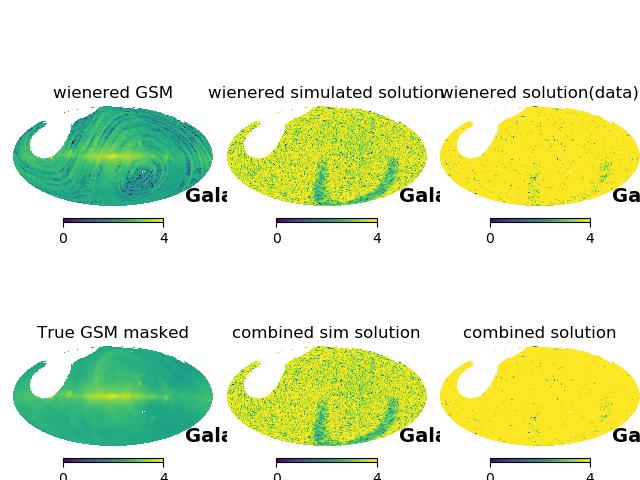 wienered GSM
wienered simulated solution
wienered solution(data)
Gala
Gala
Ga
0 4
0 4
0 4
True GSM masked
combined sim solution
combined solution
Gala
Gala
Ga
0 4
0 4
0 4